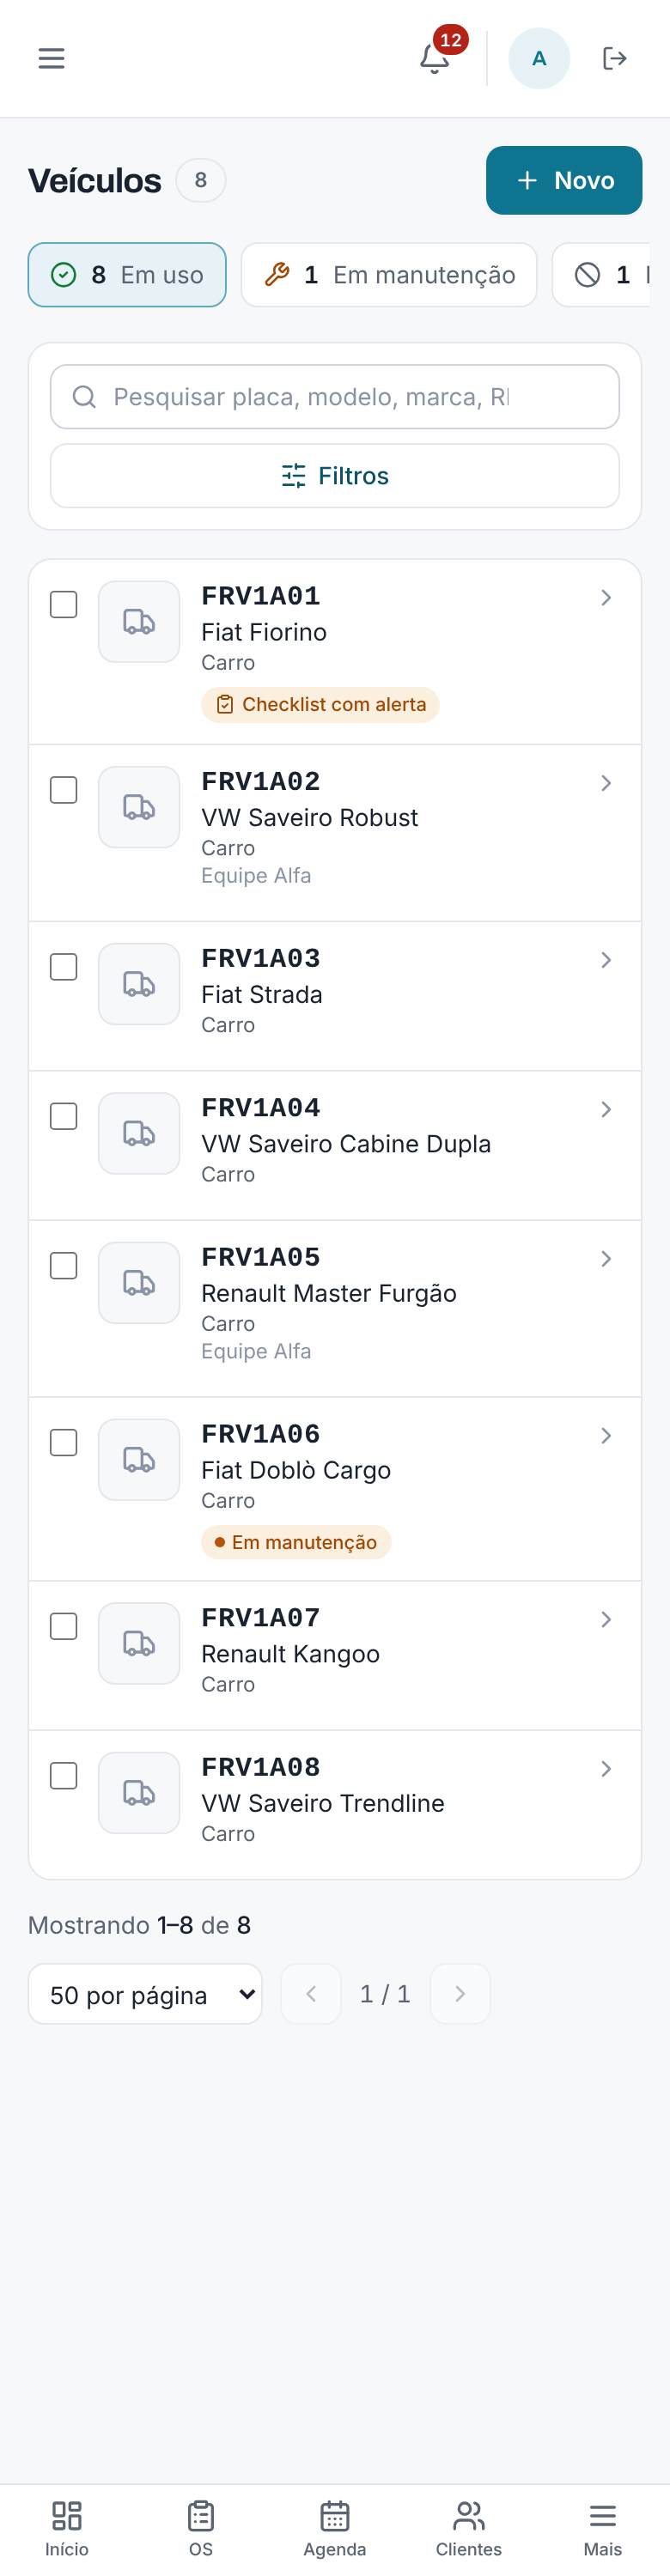 12
A
Veículos 8
+ Novo
8 Em uso
1 Em manutenção
1
Pesquisar placa, modelo, marca,
Filtros
FRV1A01
Fiat Fiorino
Carro
Checklist com alerta
FRV1A02
VW Saveiro Robust
Carro
Equipe Alfa
FRV1A03
Fiat Strada
Carro
FRV1A04
VW Saveiro Cabine Dupla
Carro
FRV1A05
Renault Master Furgão
Carro
Equipe Alfa
FRV1A06
Fiat Doblò Cargo
Carro
Em manutenção
FRV1A07
Renault Kangoo
Carro
FRV1A08
VW Saveiro Trendline
Carro
Mostrando 1–8 de 8
50 por página
1 / 1
Início
OS
Agenda
Clientes
Mais